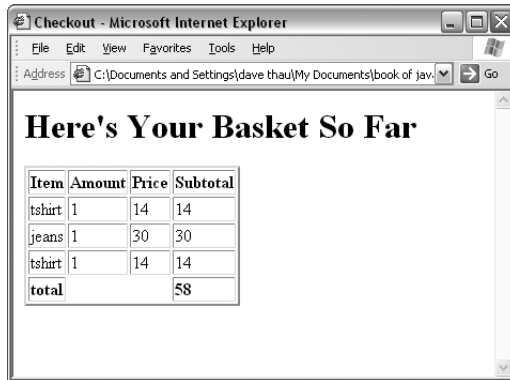 Checkout - Microsoft Internet Explorer
File Edit View Favorites Tools Help
Address C:\Documents and Settings\dave thau\My Documents\book of jav Go
Here's Your Basket So Far
Item Amount Price Subtotal
tshirt 1 14 14
jeans 1 30 30
tshirt 1 14 14
total 58